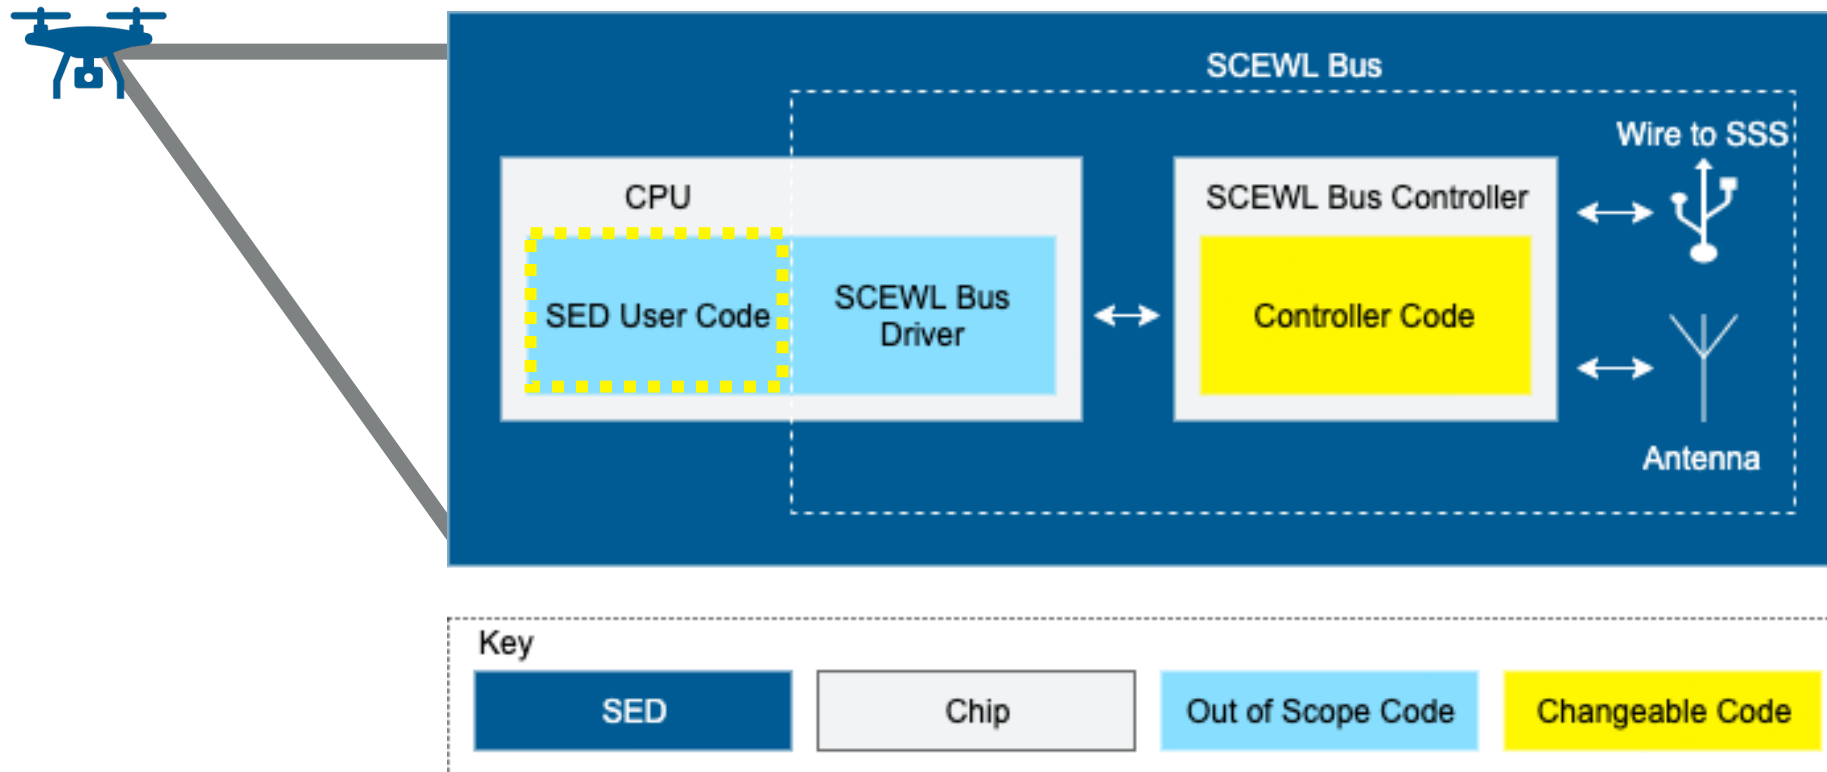 SCEWL Bus
Wire to SSS
CPU
SCEWL Bus Controller
SED User Code
SCEWL Bus
Driver
Controller Code
Antenna
Key
SED
Chip
Out of Scope Code
Changeable Code